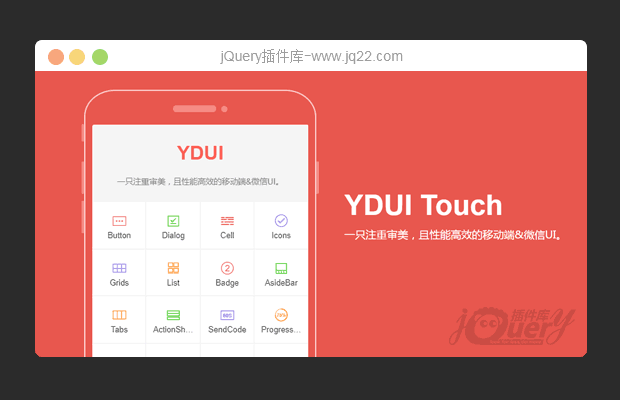 jQuery插件库-www.jq22.com
YDUI
一只注重审美，且性能高效的移动端&微信UI。
Button
Dialog
Cell
Icons
Grids
List
2
Badge
AsideBar
Tabs
ActionSh...
SendCode
Progress...
YDUI Touch
一只注重审美，且性能高效的移动端&微信UI。
jQuery
插件库